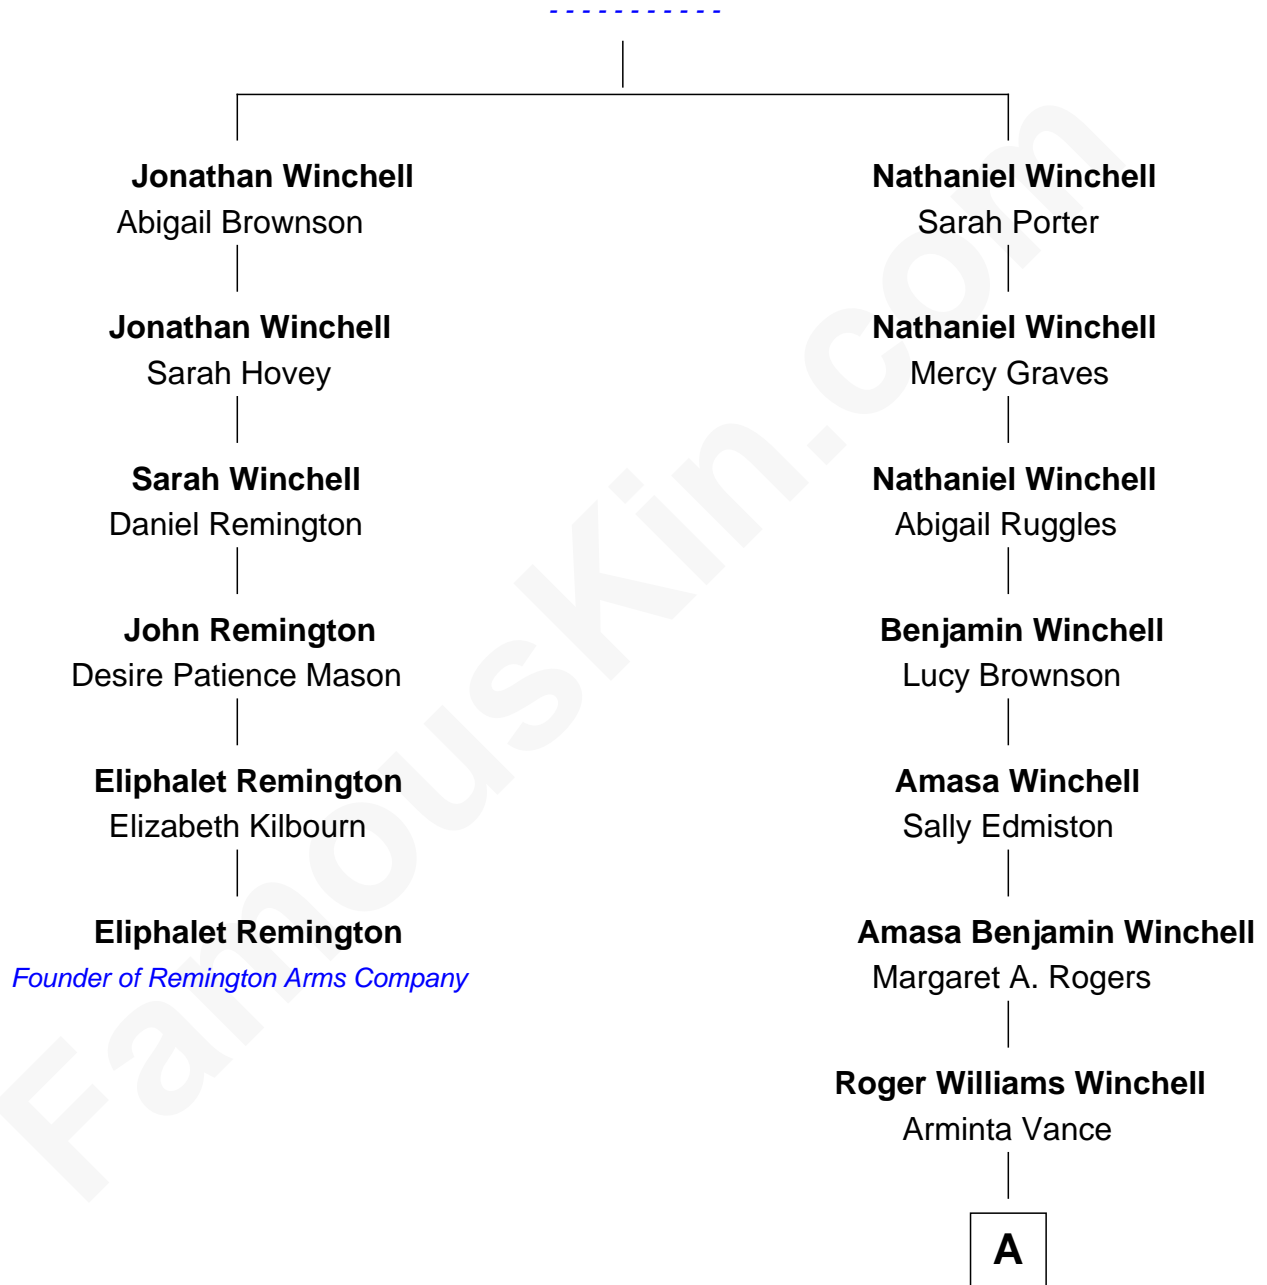 - - - - - - - - - - -
Jonathan Winchell
Abigail Brownson
Jonathan Winchell
Sarah Hovey
Sarah Winchell
Daniel Remington
John Remington
Desire Patience Mason
Eliphalet Remington
Elizabeth Kilbourn
Eliphalet Remington
Founder of Remington Arms Company
Nathaniel Winchell
Sarah Porter
Nathaniel Winchell
Mercy Graves
Nathaniel Winchell
Abigail Ruggles
Benjamin Winchell
Lucy Brownson
Amasa Winchell
Sally Edmiston
Amasa Benjamin Winchell
Margaret A. Rogers
Roger Williams Winchell
Arminta Vance
A
FamousKin.com